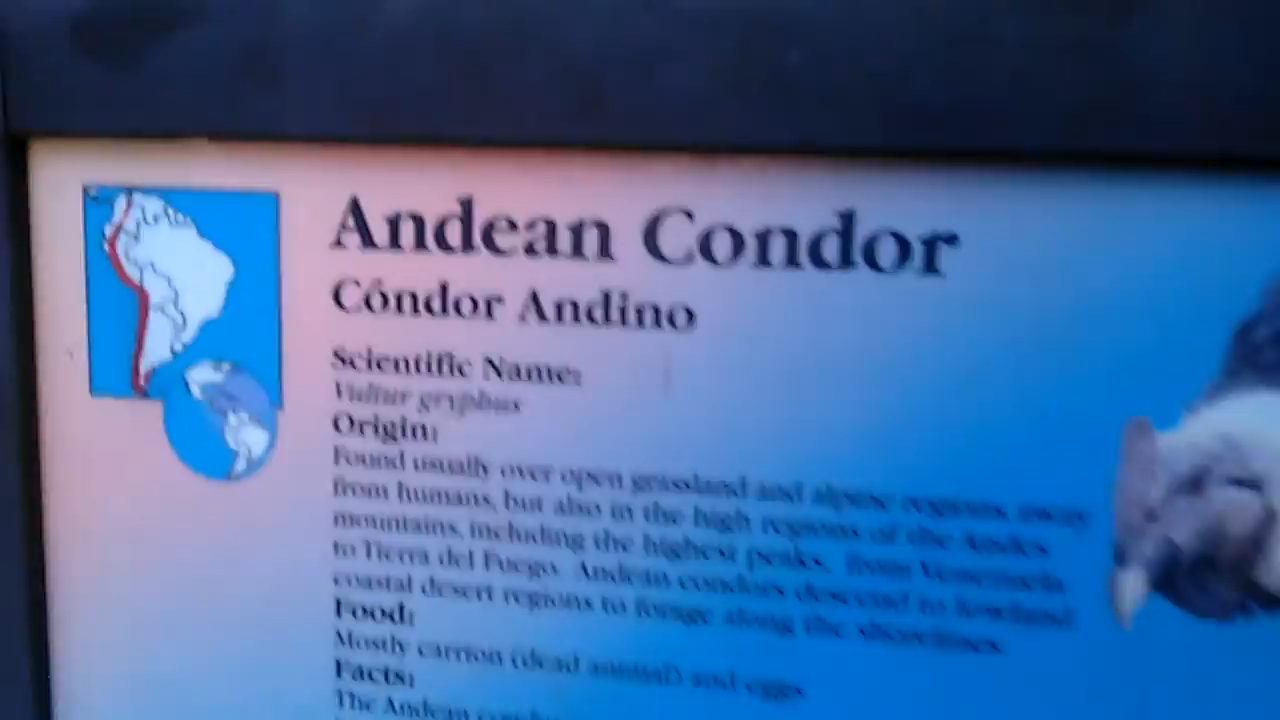 Andean Condor
Cóndor Andino
Scientific Name:
Vultur gryphus
Origin:
Found usually over open grassland and alpine regions, away
from humans, but also in the high regions of the Andes
mountains, including the highest peaks, from Venezuela
to Tierra del Fuego. Andean condors descend to lowland
coastal desert regions to forage along the shorelines.
Food:
Mostly carrion (dead animal) and eggs
Facts:
The Andean